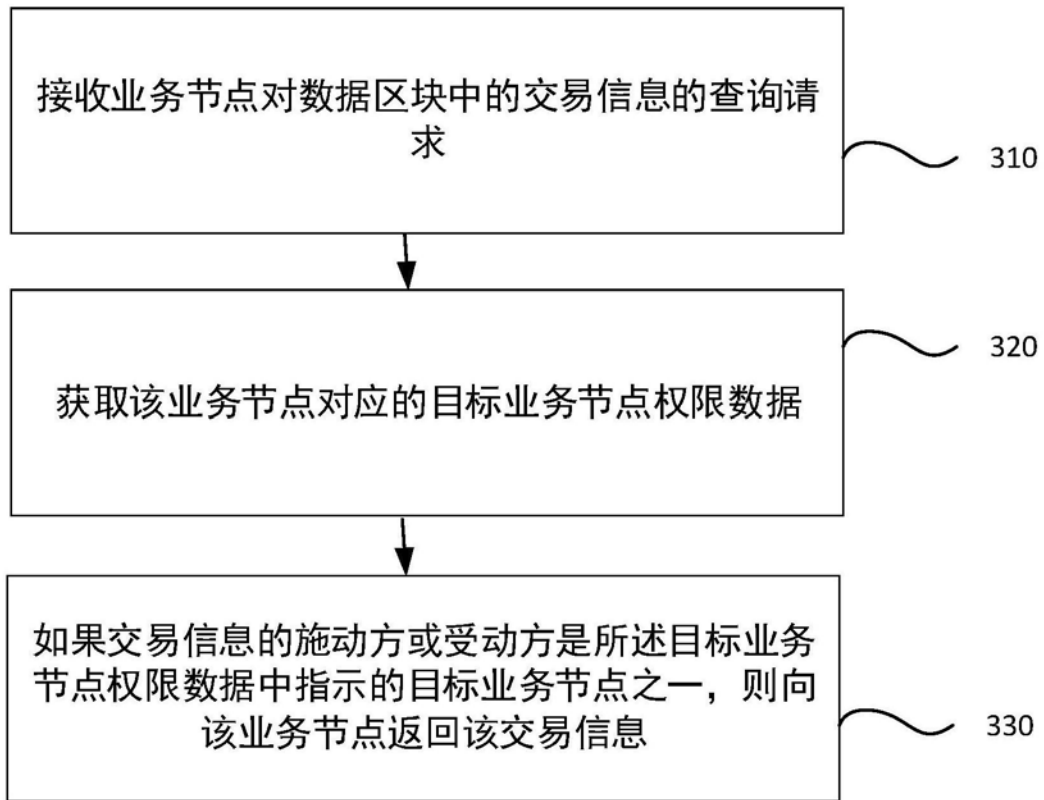 接收业务节点对数据区块中的交易信息的查询请
求
310
获取该业务节点对应的目标业务节点权限数据
320
如果交易信息的施动方或受动方是所述目标业务
节点权限数据中指示的目标业务节点之一，则向
该业务节点返回该交易信息
330